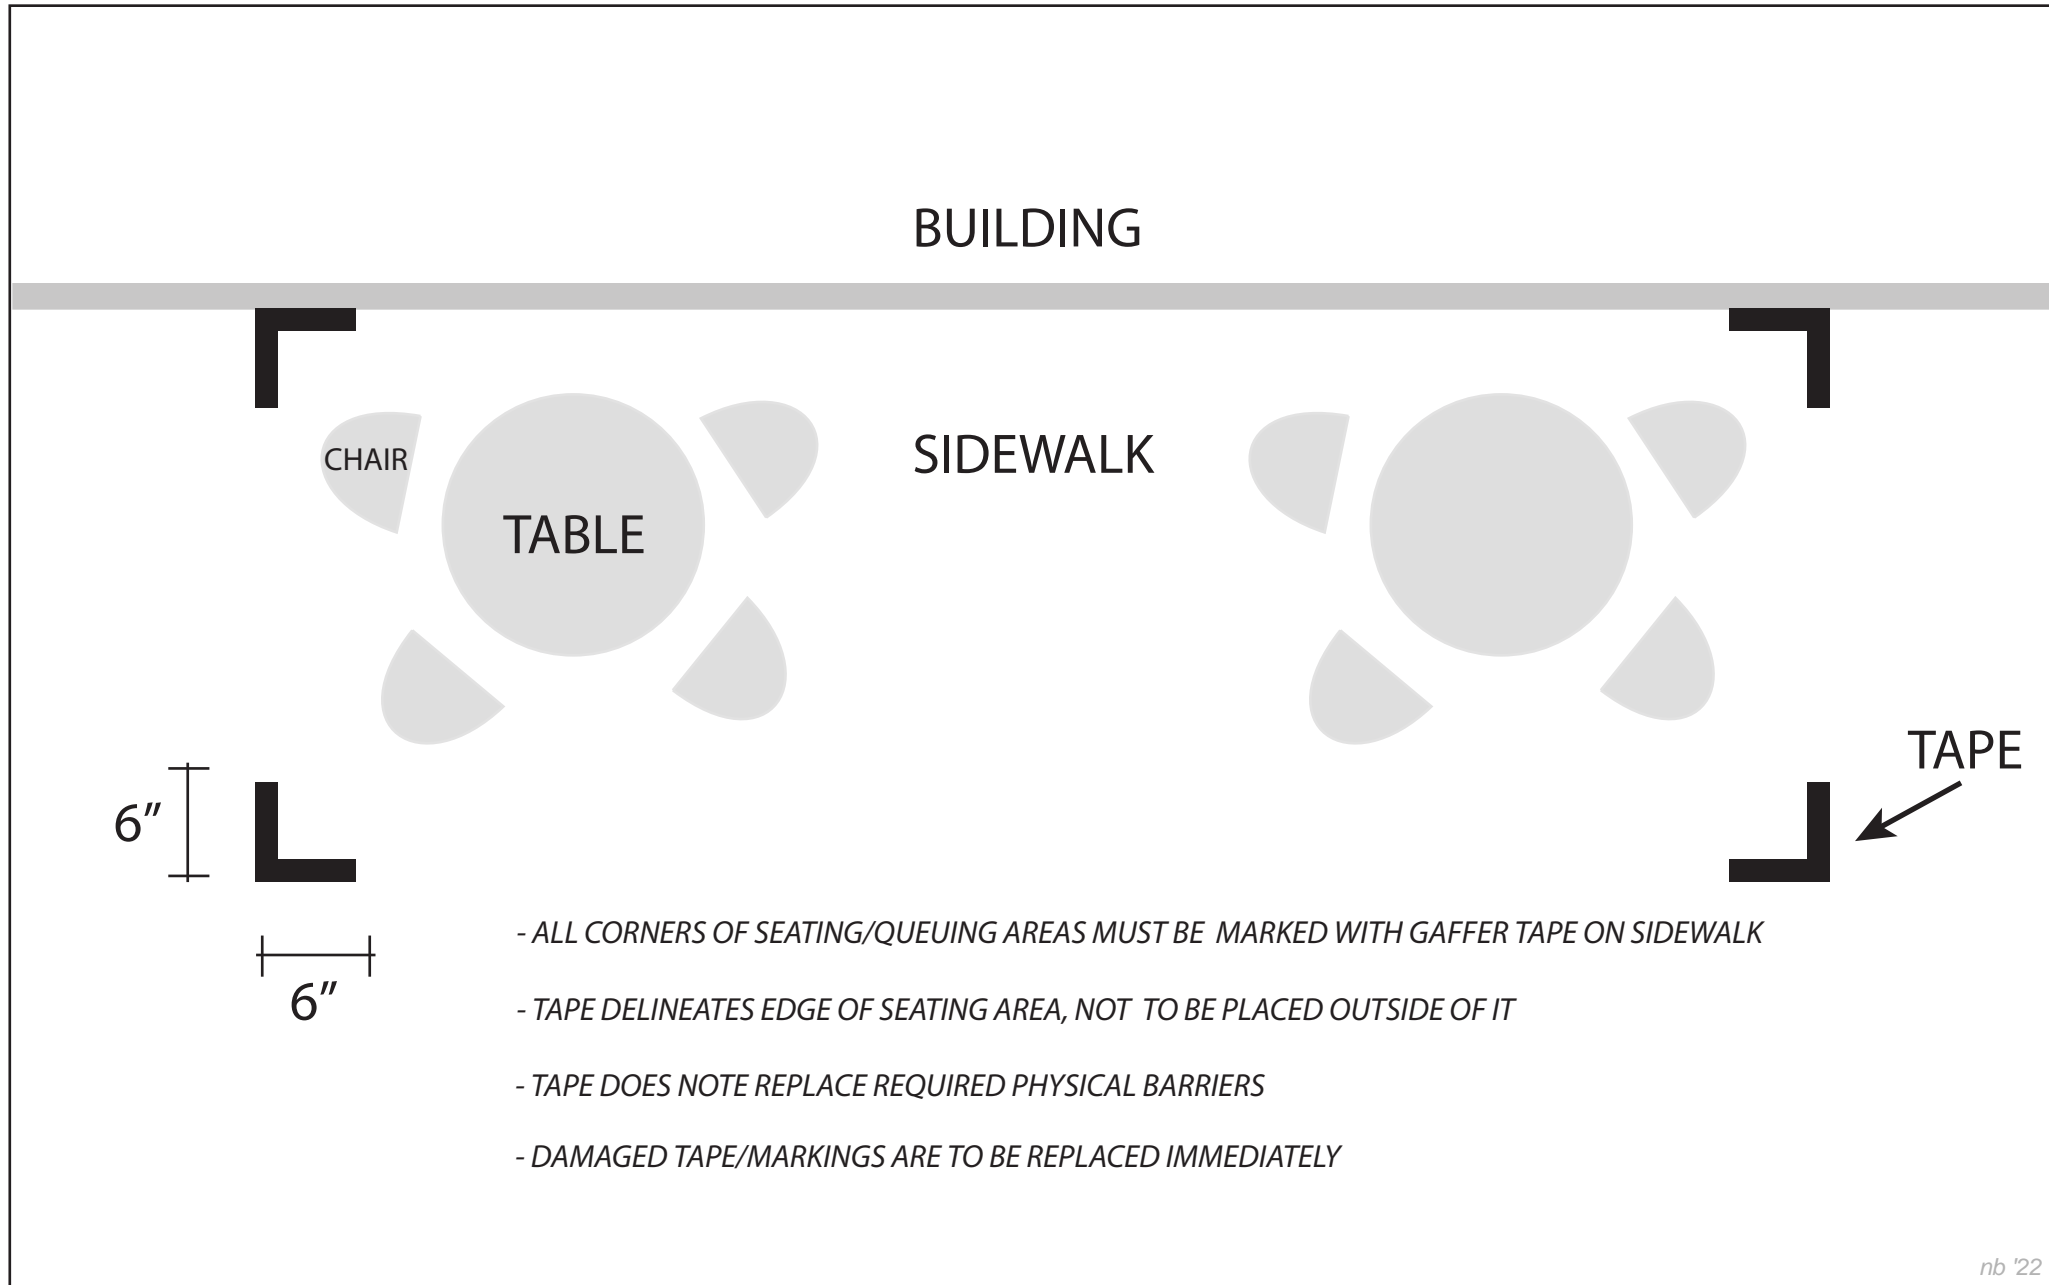 BUILDING
SIDEWALK
CHAIR
TABLE
TAPE
6"
6"
- ALL CORNERS OF SEATING/QUEUING AREAS MUST BE MARKED WITH GAFFER TAPE ON SIDEWALK
- TAPE DELINEATES EDGE OF SEATING AREA, NOT TO BE PLACED OUTSIDE OF IT
- TAPE DOES NOTE REPLACE REQUIRED PHYSICAL BARRIERS
- DAMAGED TAPE/MARKINGS ARE TO BE REPLACED IMMEDIATELY
nb '22